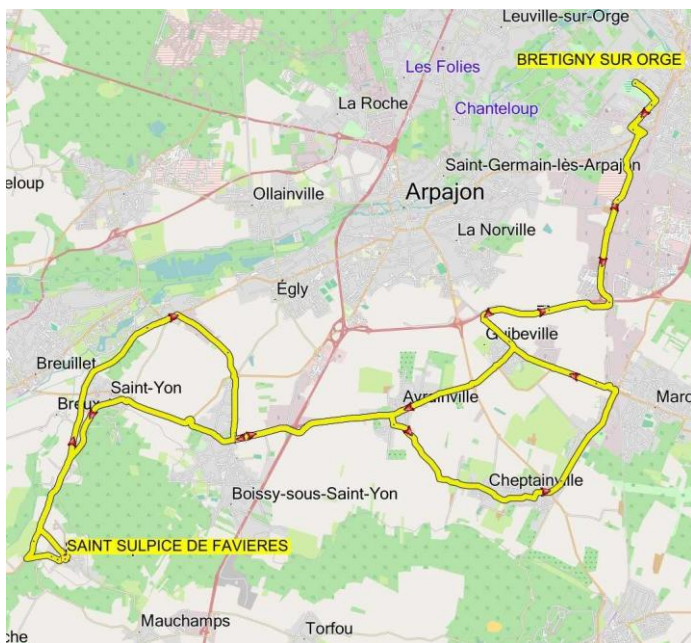 Leuville-sur-Orge
BRETIGNY SUR ORGE
Les Folies
La Roche
Chanteloup
Saint-Germain-lès-Arpajon
eloup
Ollainville
Arpajon
La Norville
Égly
Guibeville
Breuillet
Saint-Yon
Breux
Avrainville
Maro
Cheptainville
Boissy-sous-Saint-Yon
SAINT SULPICE DE FAVIERES
Mauchamps
Torfou
che